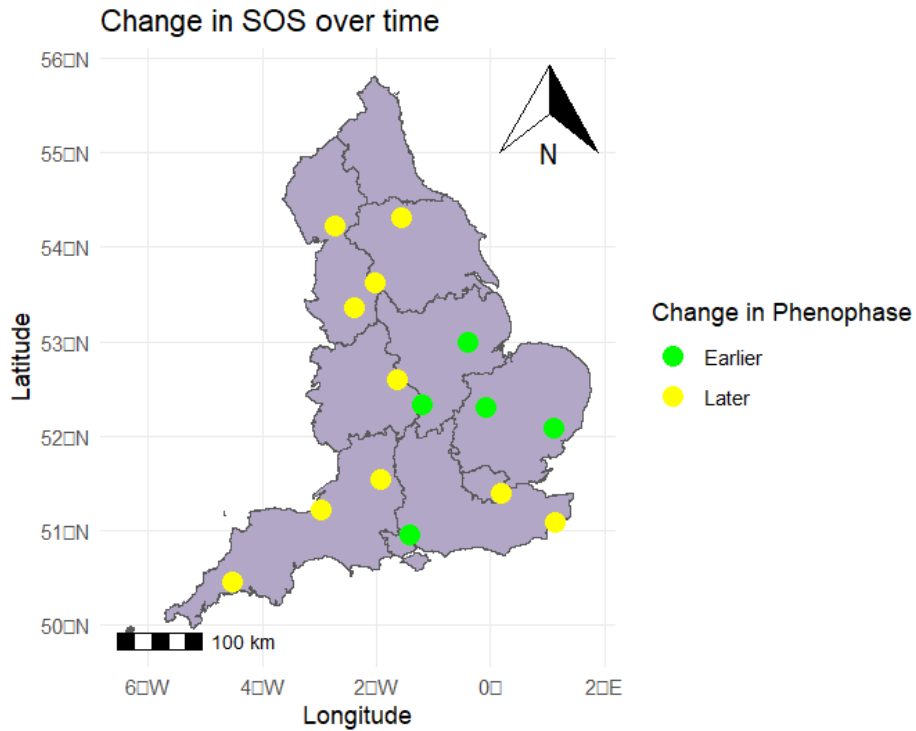 Change in SOS over time
56□N
55□N
54□N
53□N
52□N
51□N
50□N
Latitude
N
100 km
6□W
4□W
2□W
0□
2□E
Longitude
Change in Phenophase
Earlier
Later